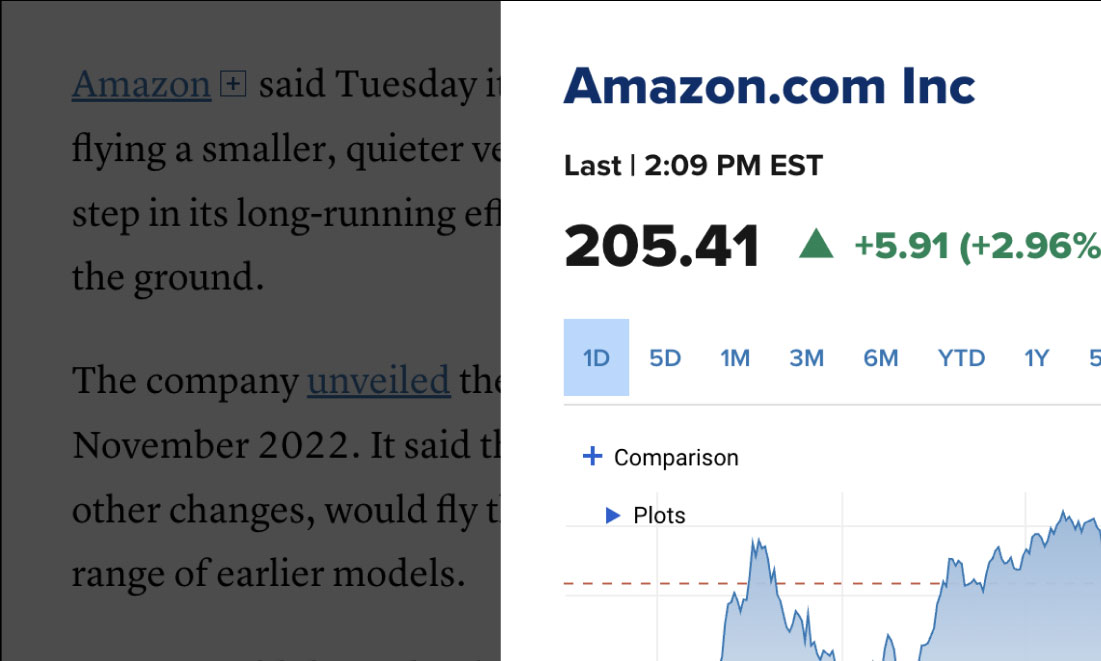 Amazon + said Tuesday it
flying a smaller, quieter ve
step in its long-running eff
the ground.
The company unveiled the
November 2022. It said th
other changes, would fly t
range of earlier models.
Amazon.com Inc
Last | 2:09 PM EST
205.41 ▲ +5.91 (+2.96%
1D 5D 1M 3M 6M YTD 1Y 5
+ Comparison
▶ Plots